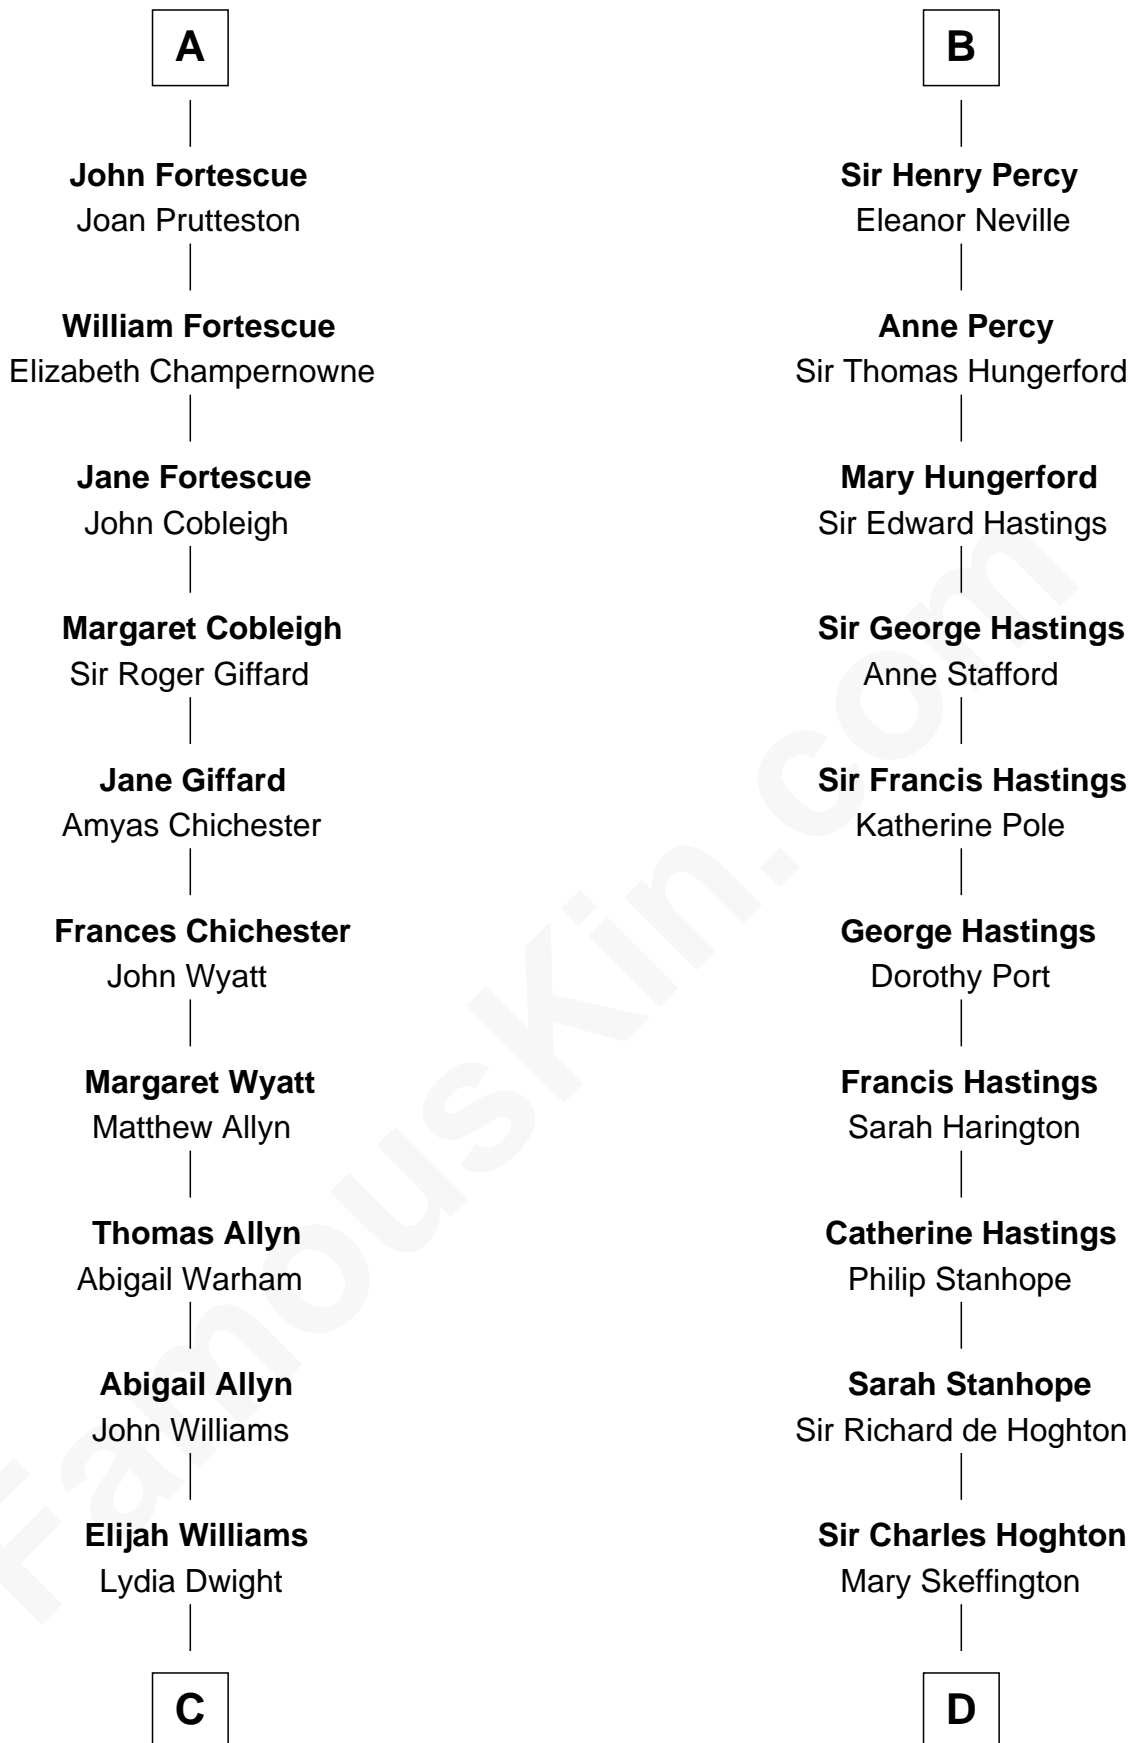 A
John Fortescue
Joan Prutteston
William Fortescue
Elizabeth Champernowne
Jane Fortescue
John Cobleigh
Margaret Cobleigh
Sir Roger Giffard
Jane Giffard
Amyas Chichester
Frances Chichester
John Wyatt
Margaret Wyatt
Matthew Allyn
Thomas Allyn
Abigail Warham
Abigail Allyn
John Williams
Elijah Williams
Lydia Dwight
C
B
Sir Henry Percy
Eleanor Neville
Anne Percy
Sir Thomas Hungerford
Mary Hungerford
Sir Edward Hastings
Sir George Hastings
Anne Stafford
Sir Francis Hastings
Katherine Pole
George Hastings
Dorothy Port
Francis Hastings
Sarah Harington
Catherine Hastings
Philip Stanhope
Sarah Stanhope
Sir Richard de Hoghton
Sir Charles Hoghton
Mary Skeffington
D
FamousKin.com